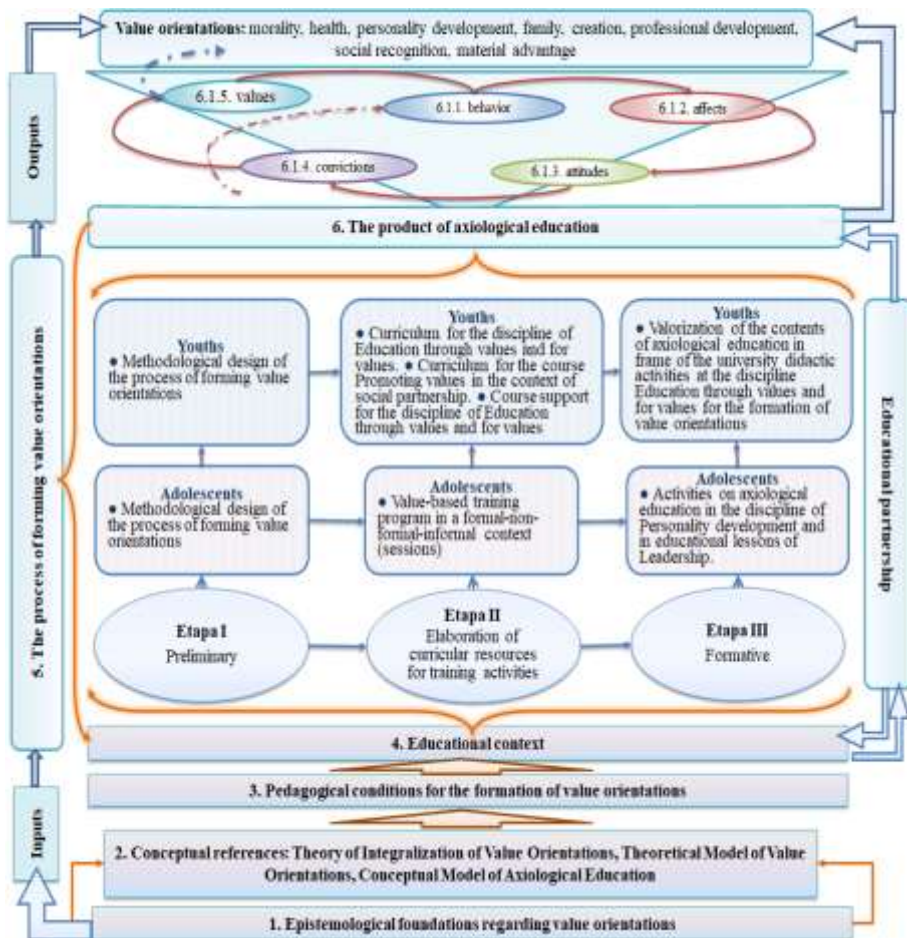 Value orientations: morality, health, personality development, family, creation, professional development,
social recognition, material advantage
6.1.5. values
6.1.1. behavior
6.1.2. affects
6.1.4. convictions
6.1.3. attitudes
Outputs
6. The product of axiological education
5. The process of forming value orientations
Youths
● Methodological design of
the process of forming value
orientations
Youths
● Curriculum for the discipline of
Education through values and for
values. ● Curriculum for the course
Promoting values in the context of
social partnership. ● Course support
for the discipline of Education
through values and for values
Youths
● Valorization of the contents
of axiological education in
frame of the university didactic
activities at the discipline
Education through values and
for values for the formation of
value orientations
Educational partnership
Adolescents
● Methodological design of
the process of forming value
orientations
Adolescents
● Value-based training
program in a formal-non-
formal-informal context
(sessions)
Adolescents
● Activities on axiological
education in the discipline of
Personality development and
in educational lessons of
Leadership.
Etapa I
Preliminary
Etapa II
Elaboration of
curricular resources
for training activities
Etapa III
Formative
4. Educational context
3. Pedagogical conditions for the formation of value orientations
Inputs
2. Conceptual references: Theory of Integralization of Value Orientations, Theoretical Model of Value
Orientations, Conceptual Model of Axiological Education
1. Epistemological foundations regarding value orientations